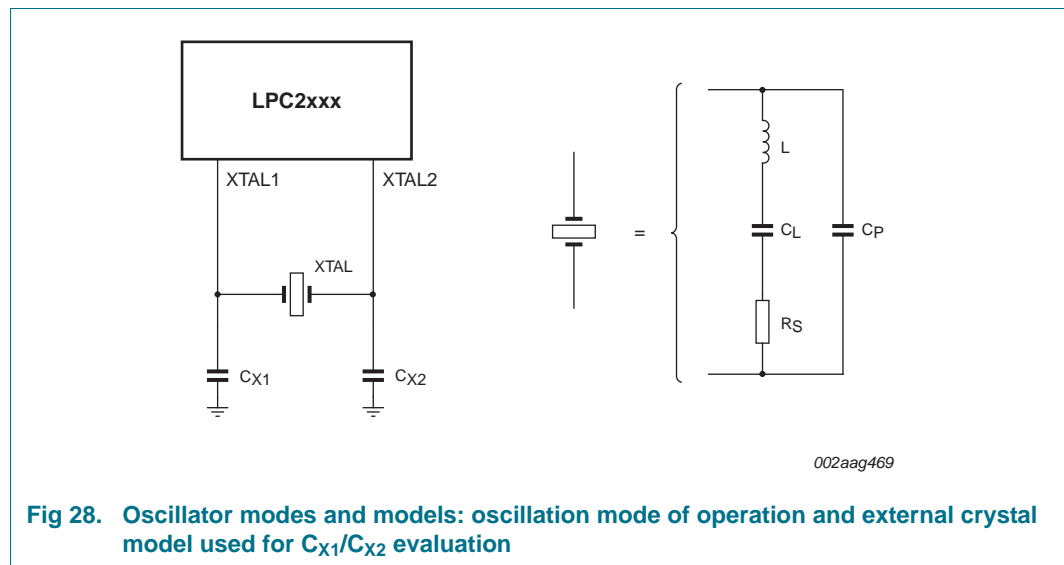 LPC2xxx
XTAL1
XTAL2
XTAL
CX1
CX2
=
L
CL
CP
RS
002aag469
Fig 28. Oscillator modes and models: oscillation mode of operation and external crystal
model used for CX1/CX2 evaluation